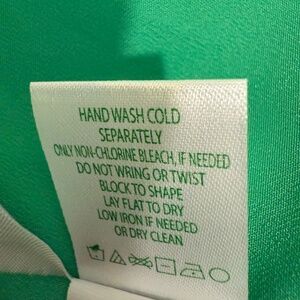 HAND WASH COLD
SEPARATELY
ONLY NON-CHLORINE BLEACH, IF NEEDED
DO NOT WRING OR TWIST
BLOCK TO SHAPE
LAY FLAT TO DRY
LOW IRON IF NEEDED
OR DRY CLEAN